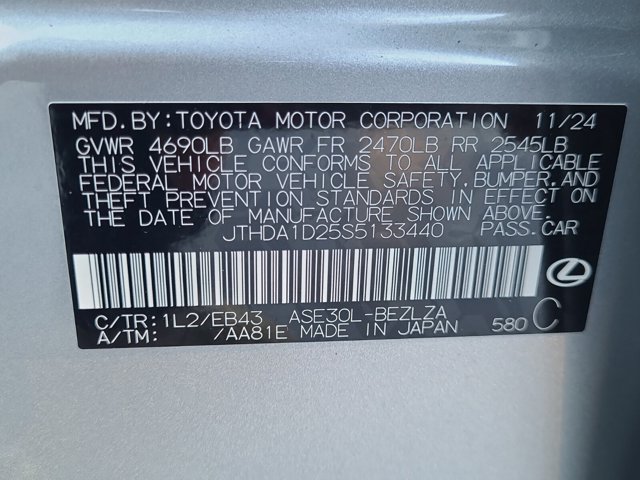 MFD.BY:TOYOTA MOTOR CORPORATION 11/24
GVWR 4690LB GAWR FR 2470LB RR 2545LB
THIS VEHICLE CONFORMS TO ALL APPLICABLE
FEDERAL MOTOR VEHICLE SAFETY,BUMPER,AND
THEFT PREVENTION STANDARDS IN EFFECT ON
THE DATE OF MANUFACTURE SHOWN ABOVE.
JTHDA1D25S5133440 PASS.CAR
C/TR:1L2/EB43 ASE30L-BEZLZA
A/TM: /AA81E MADE IN JAPAN 580 C